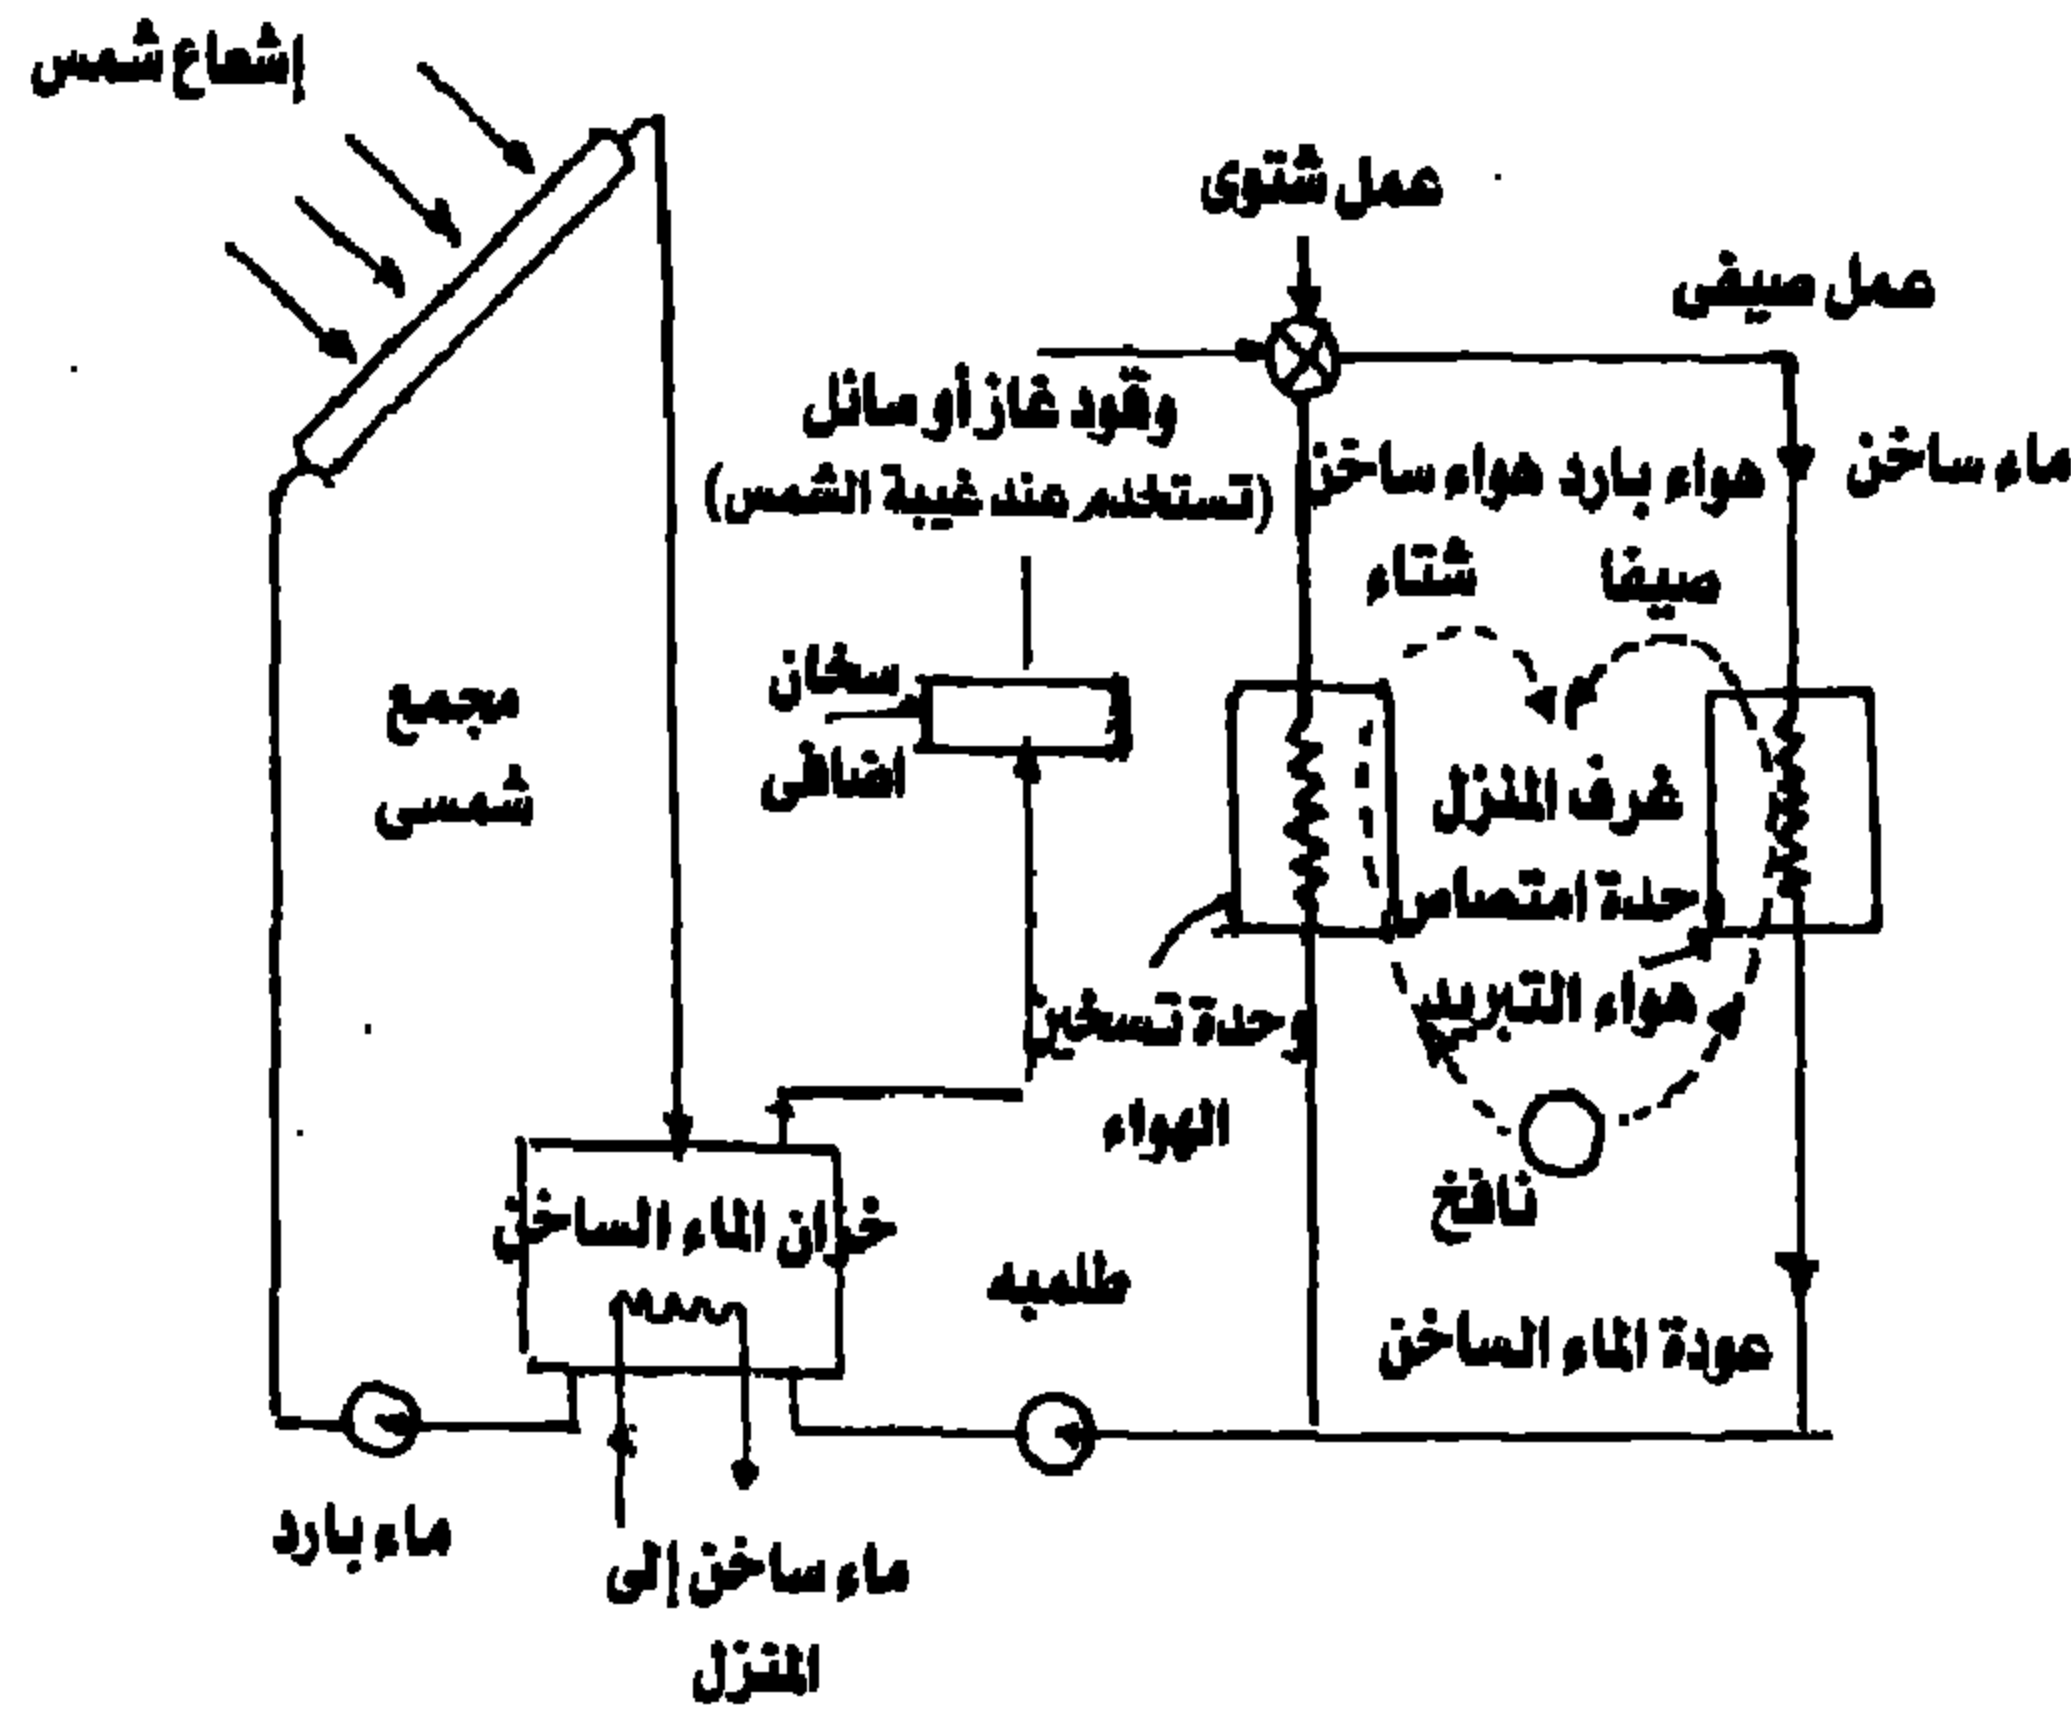 إشعاع شمس
عمل شتوى
عمل صيفى
وقود غاز أو سائل
(تستخدم عند غيبة الشمس)
هواء بارد هواء ساخن
ماء ساخن
شتاء
صيفا
سخان
اضافى
مجمع
شمس
غرف المنزل
وحدة امتصاص
هواء التبريد
وحدة تسخين
الهواء
نافخ
خزان الماء الساخن
طلمبه
عودة الماء الساخن
ماء بارد
ماء ساخن إلى
المنزل